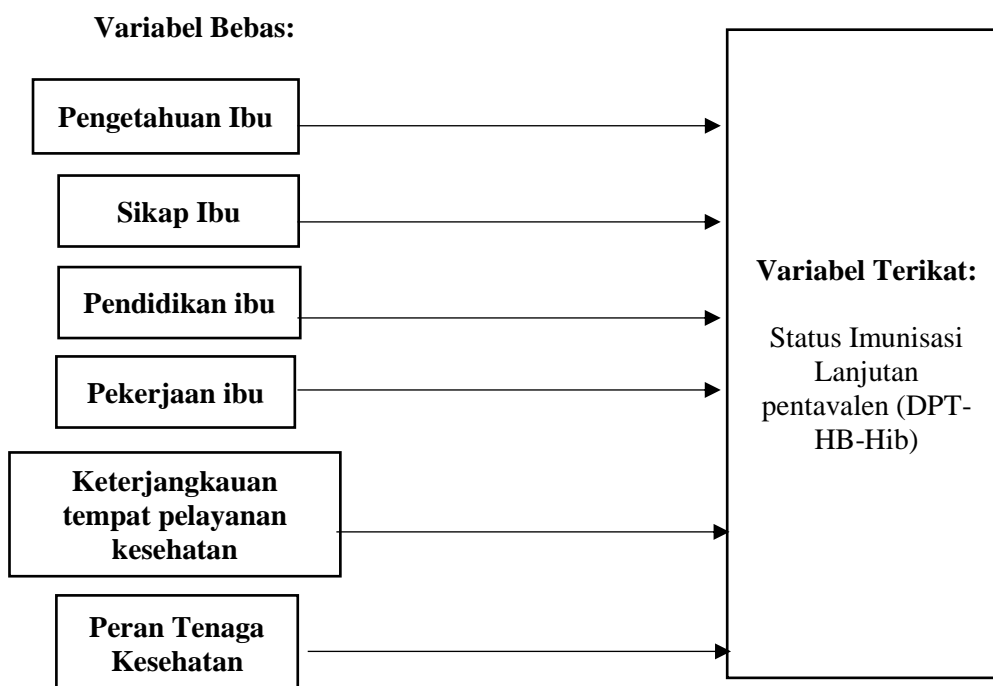 Variabel Bebas:
Pengetahuan Ibu
Sikap Ibu
Pendidikan ibu
Pekerjaan ibu
Keterjangkauan
tempat pelayanan
kesehatan
Peran Tenaga
Kesehatan
Variabel Terikat:
Status Imunisasi
Lanjutan
pentavalen (DPT-
HB-Hib)